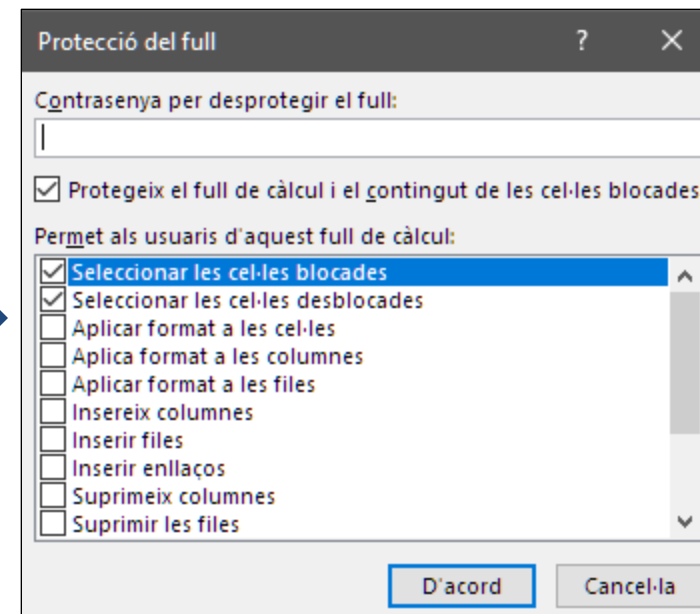 Protecció del full ? ×
Contrasenya per desprotegir el full:
Protegeix el full de càlcul i el contingut de les cel·les blocades
Permet als usuaris d'aquest full de càlcul:
Seleccionar les cel·les blocades
Seleccionar les cel·les desblocades
Aplicar format a les cel·les
Aplica format a les columnes
Aplicar format a les files
Insereix columnes
Inserir files
Inserir enllaços
Suprimeix columnes
Suprimir les files
D'acord Cancel·la